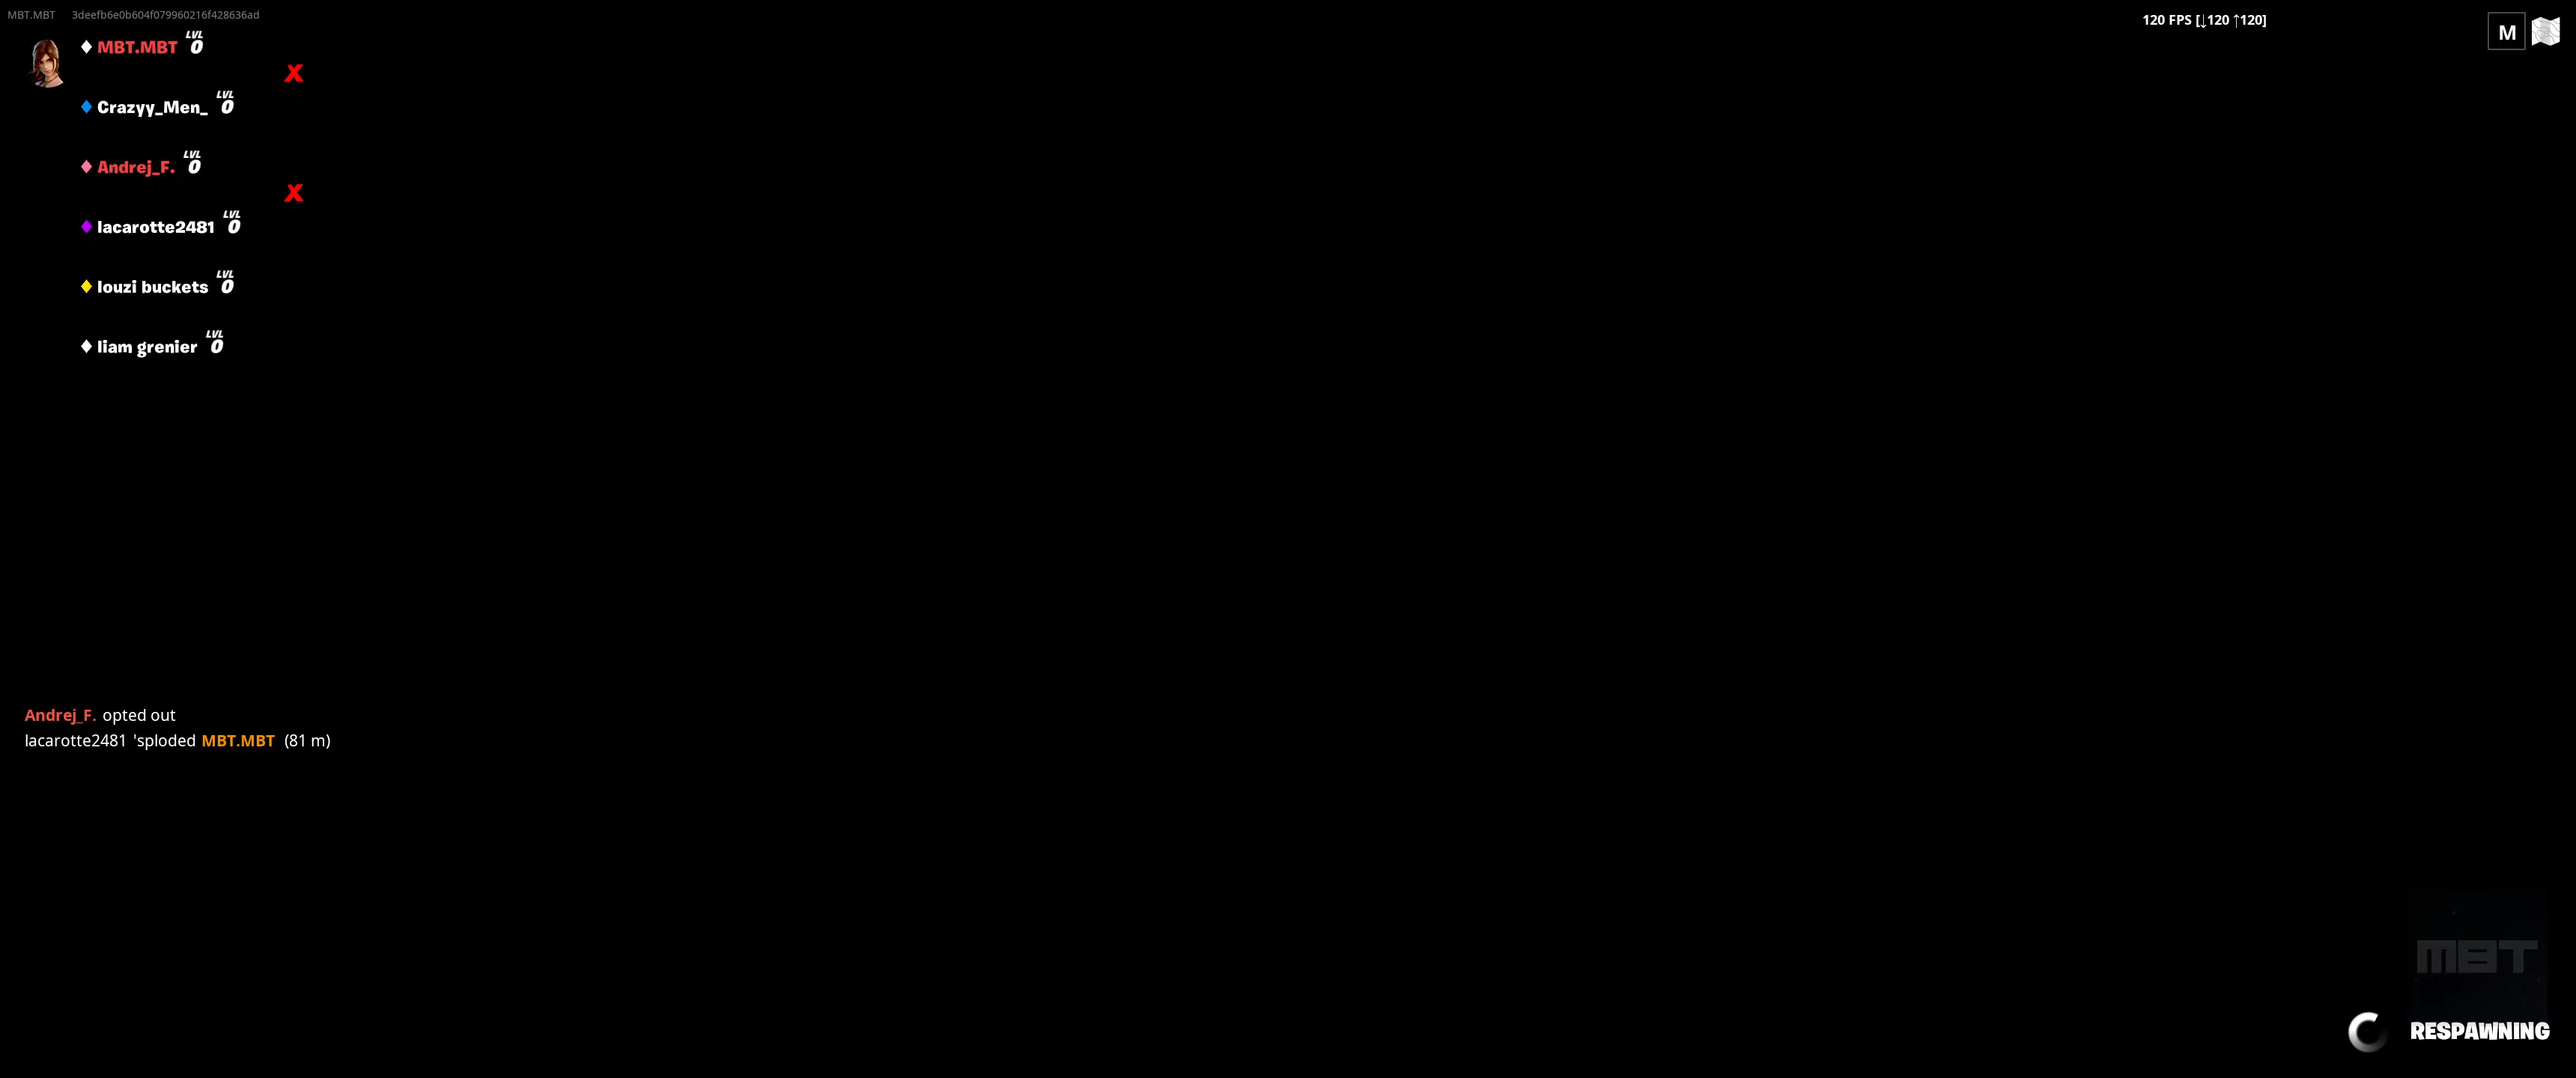 MBT.MBT 3deefb6e0b604f079960216f428636ad
120 FPS [↓120 ↑120]
M
MBT.MBT LVL 0
X
Crazyy_Men_ LVL 0
Andrej_F. LVL 0
X
lacarotte2481 LVL 0
louzi buckets LVL 0
liam grenier LVL 0
Andrej_F. opted out
lacarotte2481 'sploded MBT.MBT (81 m)
MBT
RESPAWNING